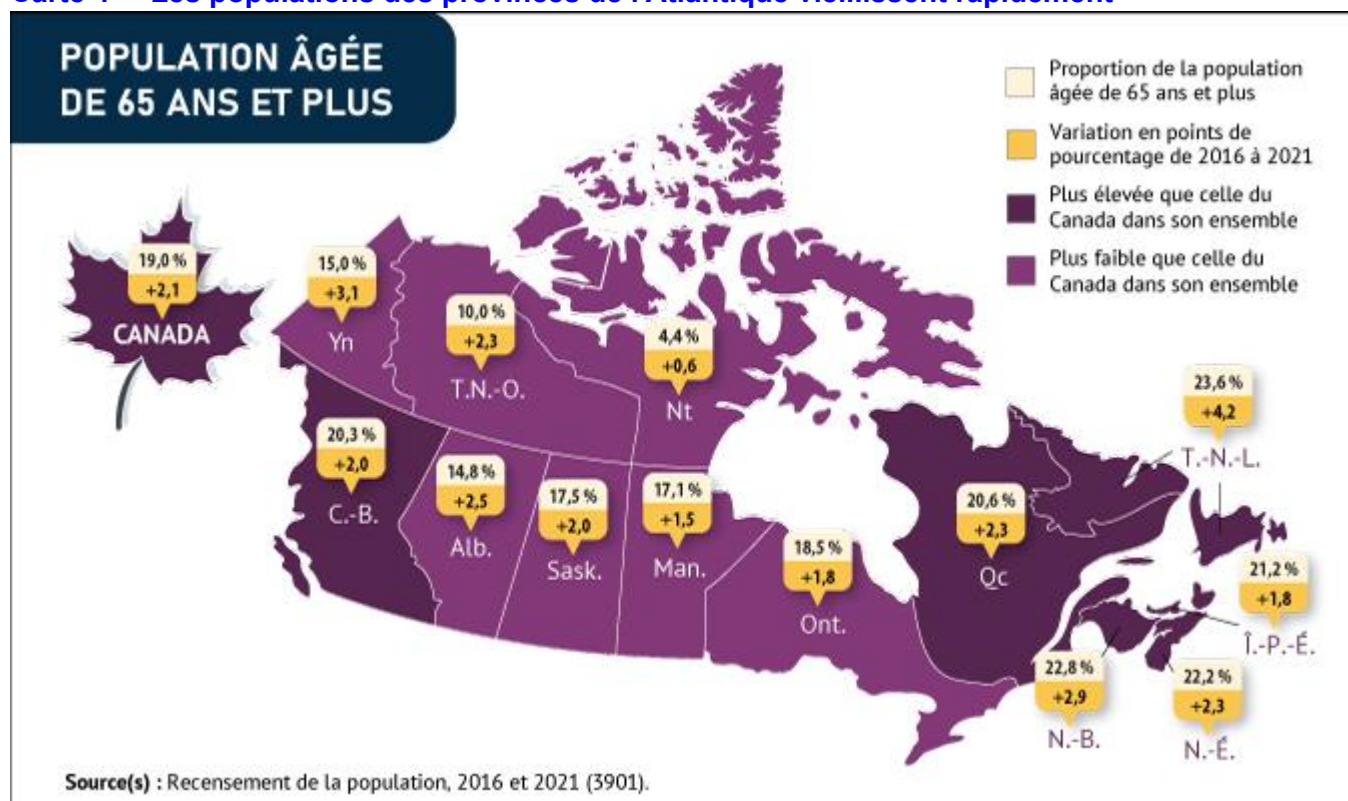 POPULATION ÂGÉE
DE 65 ANS ET PLUS
Proportion de la population
âgée de 65 ans et plus
Variation en points de
pourcentage de 2016 à 2021
Plus élevée que celle du
Canada dans son ensemble
Plus faible que celle du
Canada dans son ensemble
19,0 %
+2,1
CANADA
15,0 %
+3,1
Yn
10,0 %
+2,3
T.N.-O.
4,4 %
+0,6
Nt
23,6 %
+4,2
T.-N.-L.
20,3 %
+2,0
C.-B.
14,8 %
+2,5
Alb.
17,5 %
+2,0
Sask.
17,1 %
+1,5
Man.
18,5 %
+1,8
Ont.
20,6 %
+2,3
Qc
21,2 %
+1,8
Î.-P.-É.
22,8 %
+2,9
N.-B.
22,2 %
+2,3
N.-É.
Source(s) : Recensement de la population, 2016 et 2021 (3901).